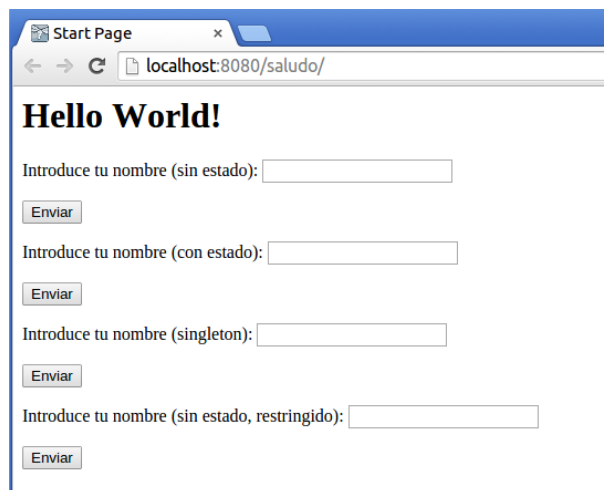 Start Page ×
localhost:8080/saludo/
Hello World!
Introduce tu nombre (sin estado):
Enviar
Introduce tu nombre (con estado):
Enviar
Introduce tu nombre (singleton):
Enviar
Introduce tu nombre (sin estado, restringido):
Enviar